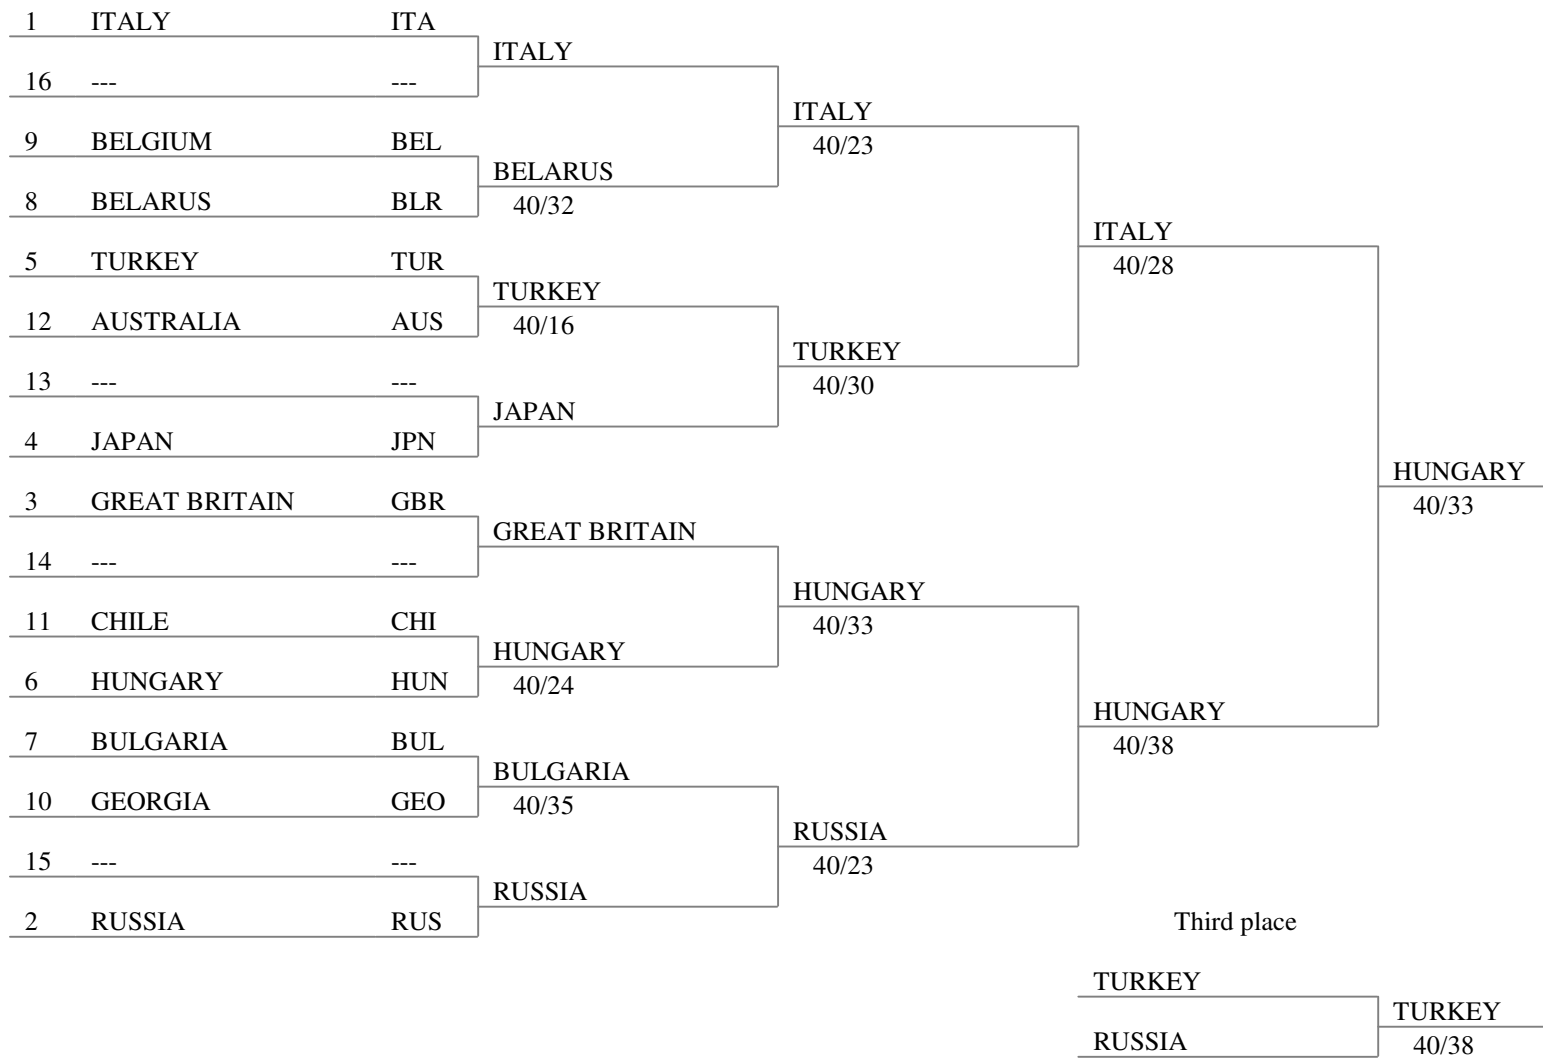 1 ITALY ITA
ITALY
16 --- ---
ITALY
40/23
9 BELGIUM BEL
BELARUS
40/32
8 BELARUS BLR
ITALY
40/28
5 TURKEY TUR
TURKEY
40/16
12 AUSTRALIA AUS
TURKEY
40/30
13 --- ---
JAPAN
4 JAPAN JPN
HUNGARY
40/33
3 GREAT BRITAIN GBR
GREAT BRITAIN
14 --- ---
HUNGARY
40/33
11 CHILE CHI
HUNGARY
40/24
6 HUNGARY HUN
HUNGARY
40/38
7 BULGARIA BUL
BULGARIA
40/35
10 GEORGIA GEO
RUSSIA
40/23
15 --- ---
RUSSIA
2 RUSSIA RUS
Third place
TURKEY
TURKEY
40/38
RUSSIA